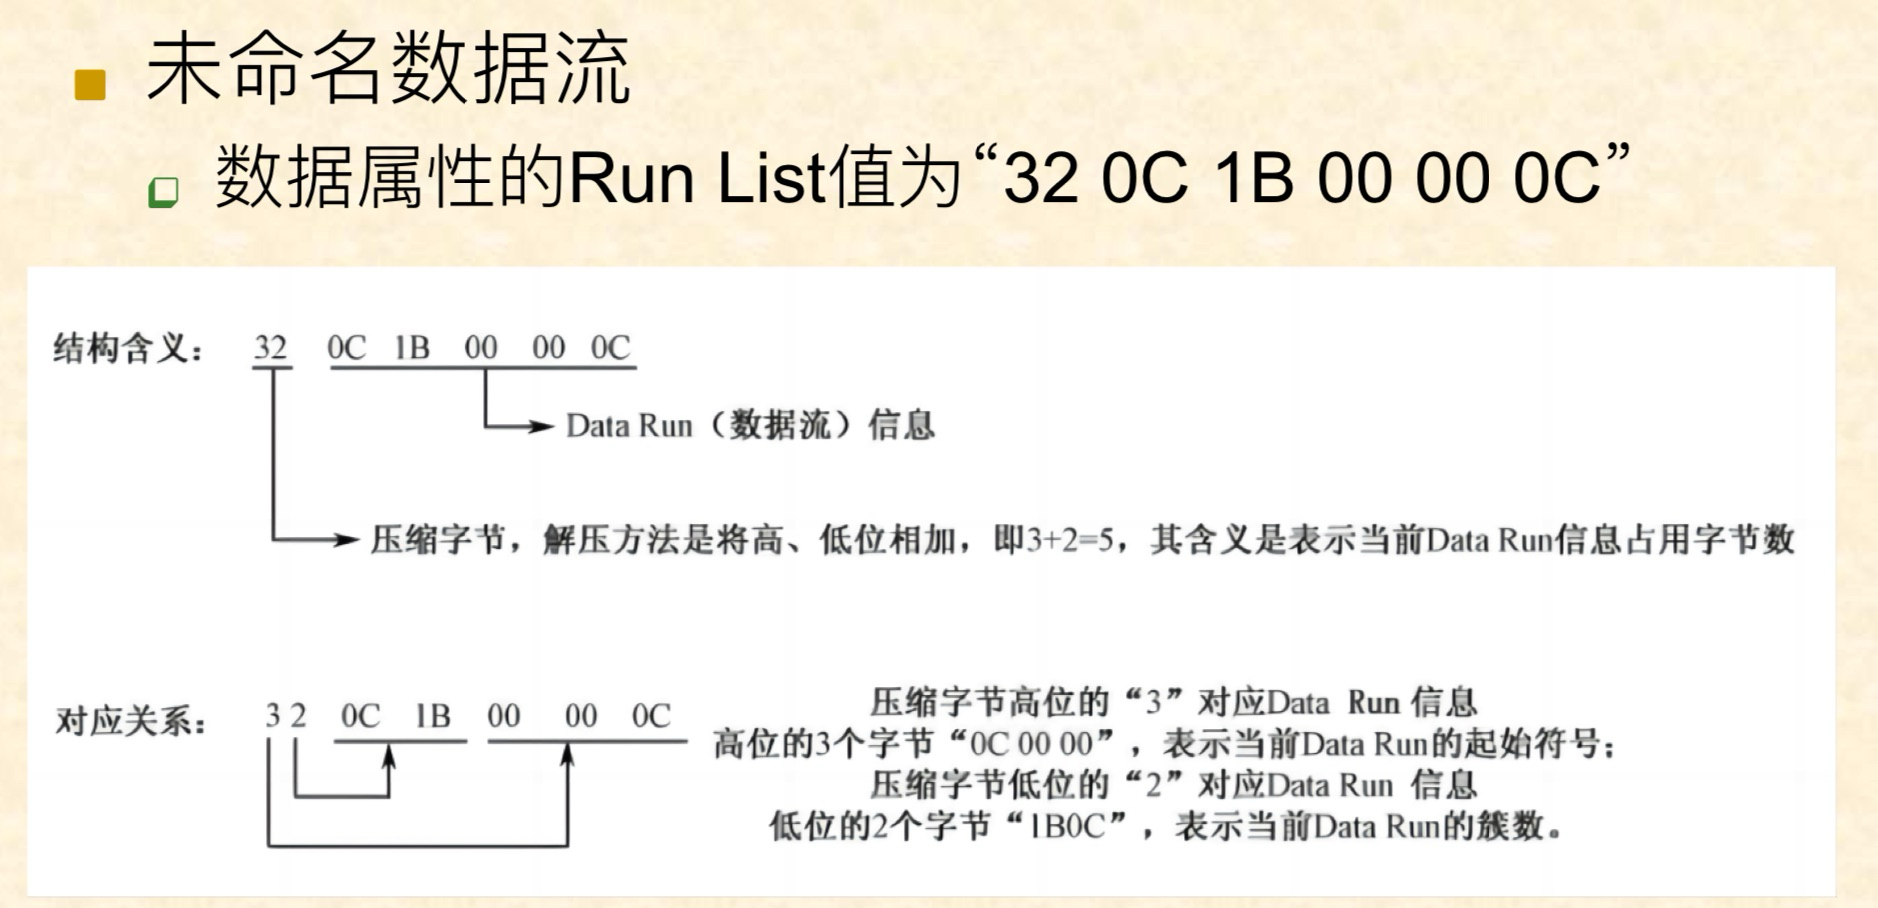 未命名数据流
数据属性的Run List值为“32 0C 1B 00 00 0C”
结构含义： 32 0C 1B 00 00 0C
Data Run（数据流）信息
压缩字节，解压方法是将高、低位相加，即3+2=5，其含义是表示当前Data Run信息占用字节数
对应关系： 3 2 0C 1B 00 00 0C
压缩字节高位的“3”对应Data Run 信息
高位的3个字节“0C 00 00”，表示当前Data Run的起始符号；
压缩字节低位的“2”对应Data Run 信息
低位的2个字节“1B0C”，表示当前Data Run的簇数。